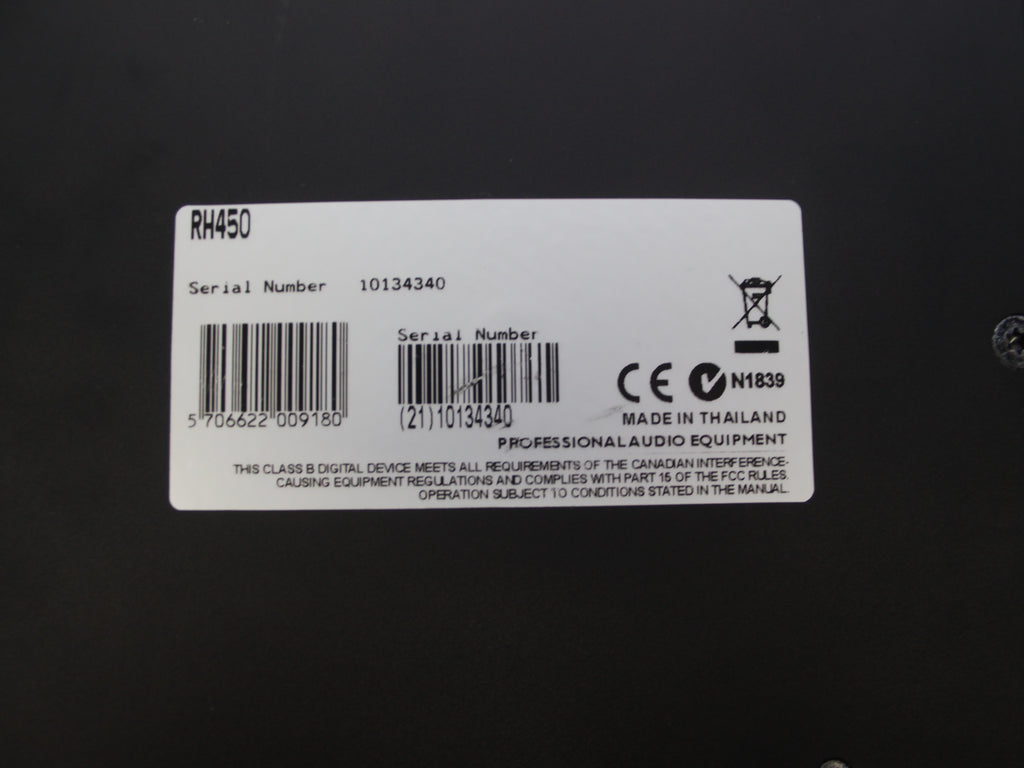 RH450
Serial Number 10134340
Serial Number
5 706622 009180
(21)10134340
CE N1839
MADE IN THAILAND
PROFESSIONAL AUDIO EQUIPMENT
THIS CLASS B DIGITAL DEVICE MEETS ALL REQUIREMENTS OF THE CANADIAN INTERFERENCE-
CAUSING EQUIPMENT REGULATIONS AND COMPLIES WITH PART 15 OF THE FCC RULES.
OPERATION SUBJECT TO CONDITIONS STATED IN THE MANUAL.